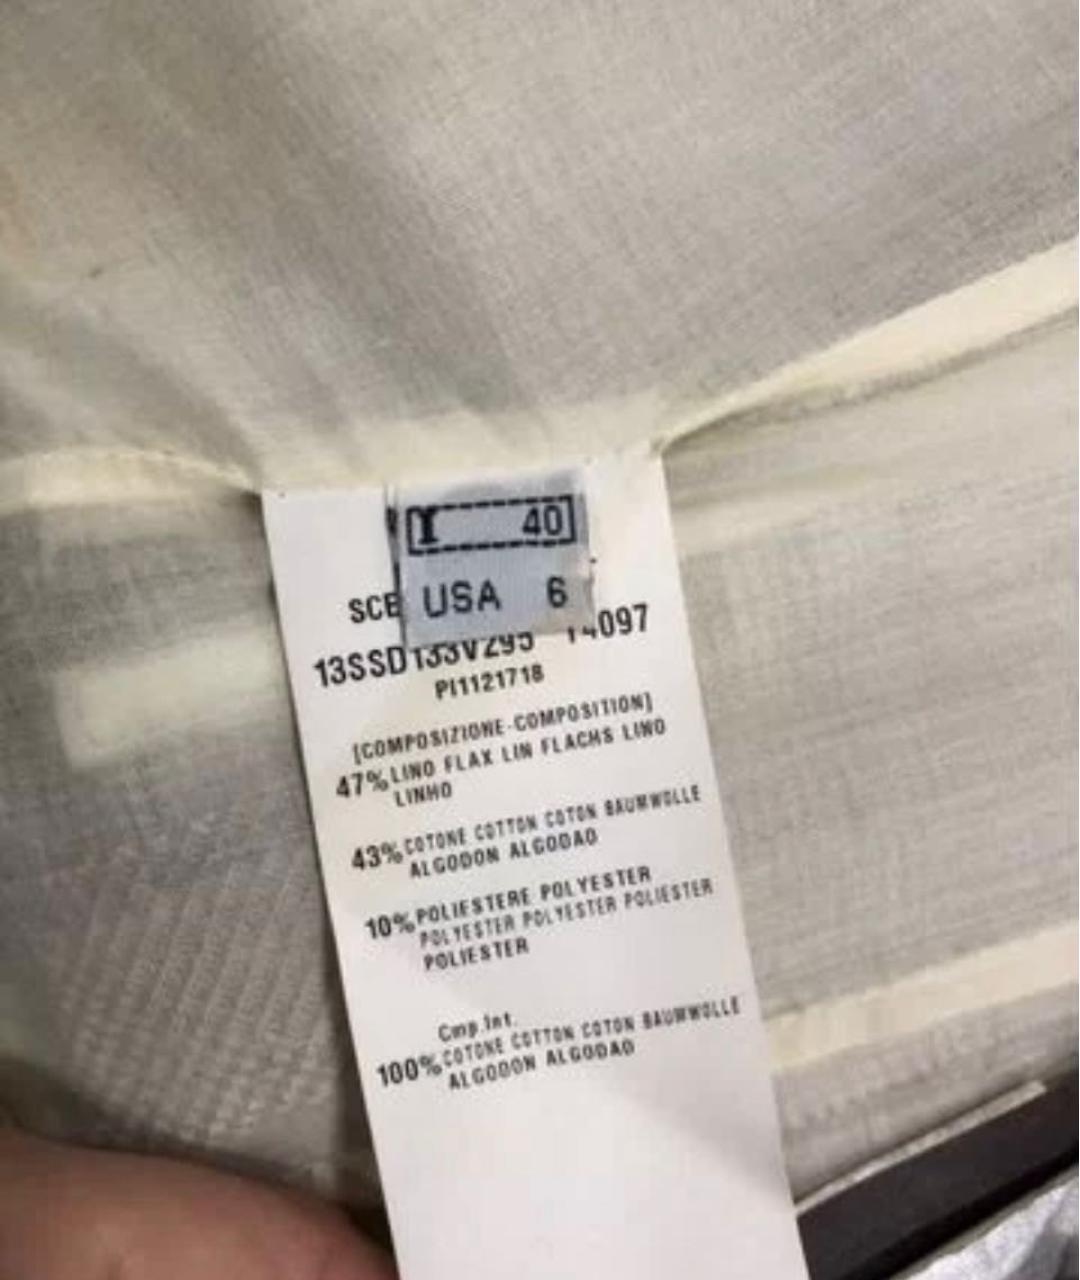 I 40
USA 6
SCE
13SSD133V295 14097
PI1121718
[COMPOSIZIONE-COMPOSITION]
47% LINO FLAX LIN FLACHS LINO
LINHO
43% COTONE COTTON COTON BAUMWOLLE
ALGODON ALGODAO
10% POLIESTERE POLYESTER
POLYESTER POLYESTER POLIESTER
POLIESTER
Cmp.Int.
100% COTONE COTTON COTON BAUMWOLLE
ALGODON ALGODAO